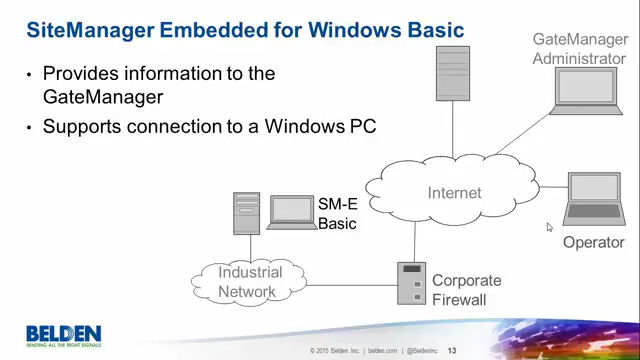 SiteManager Embedded for Windows Basic
• Provides information to the
GateManager
• Supports connection to a Windows PC
GateManager
Administrator
Internet
SM-E
Basic
Operator
Industrial
Network
Corporate
Firewall
BELDEN
SENDING ALL THE RIGHT SIGNALS
© 2015 Belden Inc. | belden.com | @BeldenInc 13